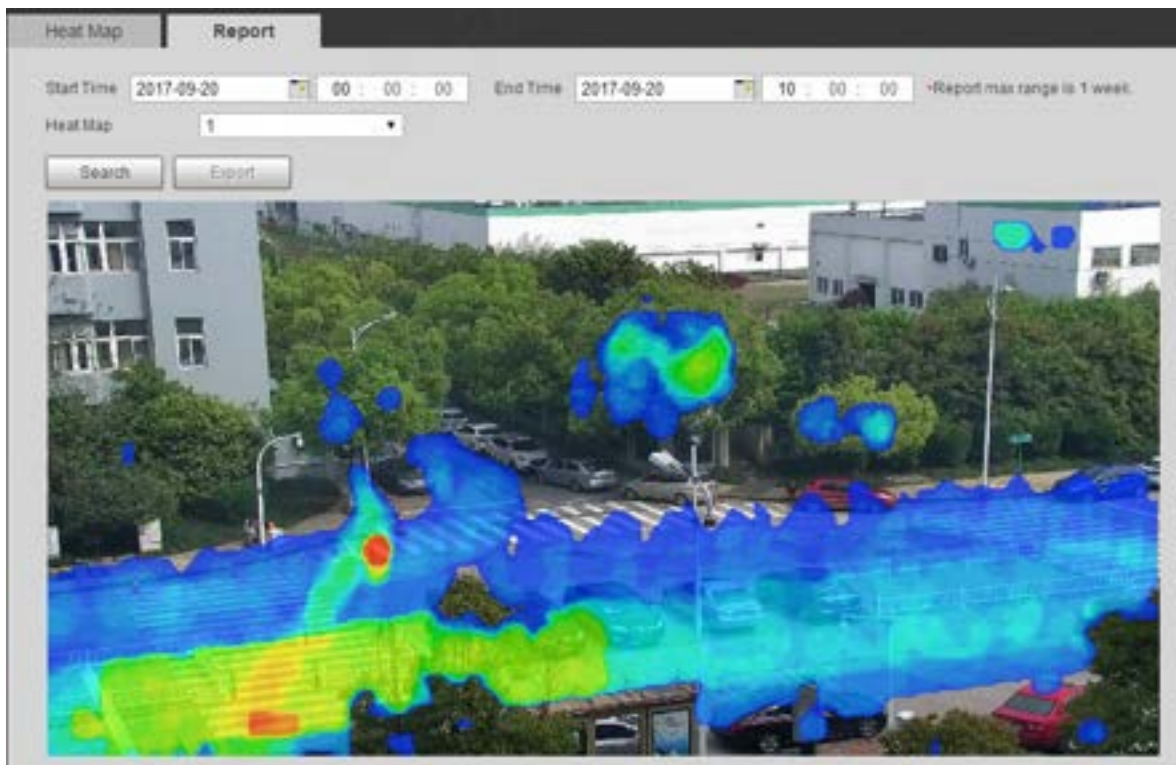 Heat Map Report
Start Time 2017-09-20 00 : 00 : 00 End Time 2017-09-20 10 : 00 : 00 *Report max range is 1 week.
Heat Map 1
Search Export